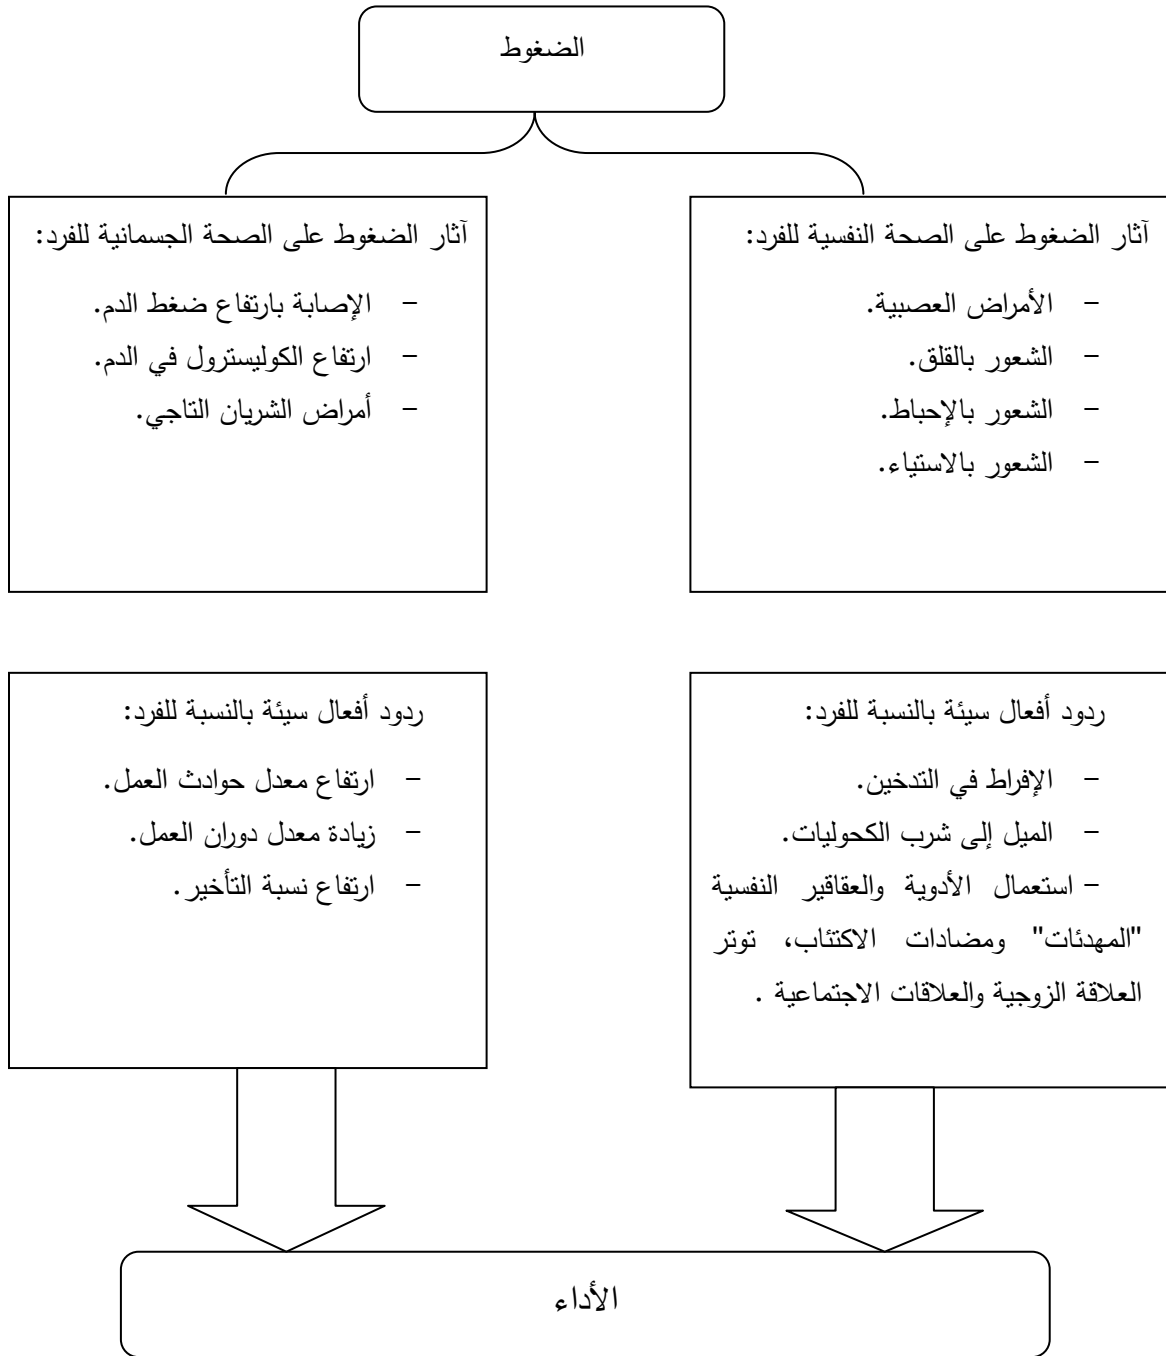 الضغوط
آثار الضغوط على الصحة النفسية للفرد:
- الأمراض العصبية.
- الشعور بالقلق.
- الشعور بالإحباط.
- الشعور بالاستياء.
آثار الضغوط على الصحة الجسمانية للفرد:
- الإصابة بارتفاع ضغط الدم.
- ارتفاع الكوليسترول في الدم.
- أمراض الشريان التاجي.
ردود أفعال سيئة بالنسبة للفرد:
- الإفراط في التدخين.
- الميل إلى شرب الكحوليات.
- استعمال الأدوية والعقاقير النفسية
"المهدئات" ومضادات الاكتئاب، توتر
العلاقة الزوجية والعلاقات الاجتماعية .
ردود أفعال سيئة بالنسبة للفرد:
- ارتفاع معدل حوادث العمل.
- زيادة معدل دوران العمل.
- ارتفاع نسبة التأخير.
الأداء